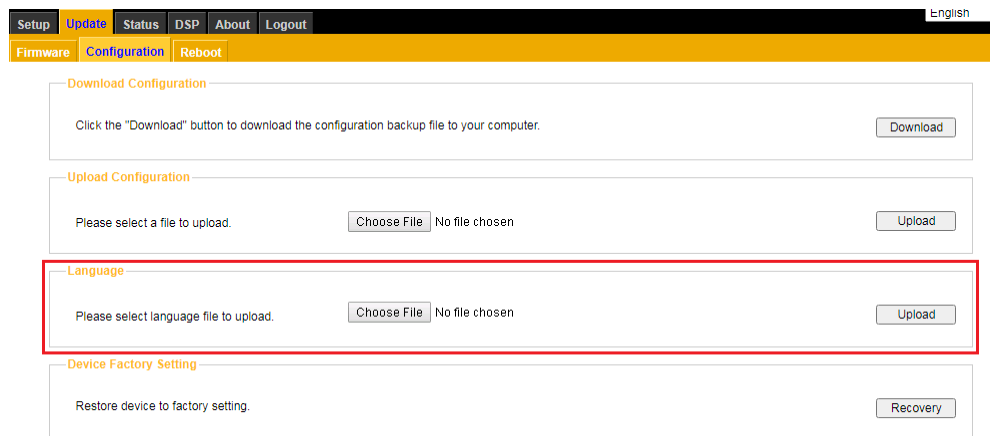 Setup Update Status DSP About Logout English
Firmware Configuration Reboot
Download Configuration
Click the "Download" button to download the configuration backup file to your computer. Download
Upload Configuration
Please select a file to upload. Choose File No file chosen Upload
Language
Please select language file to upload. Choose File No file chosen Upload
Device Factory Setting
Restore device to factory setting. Recovery